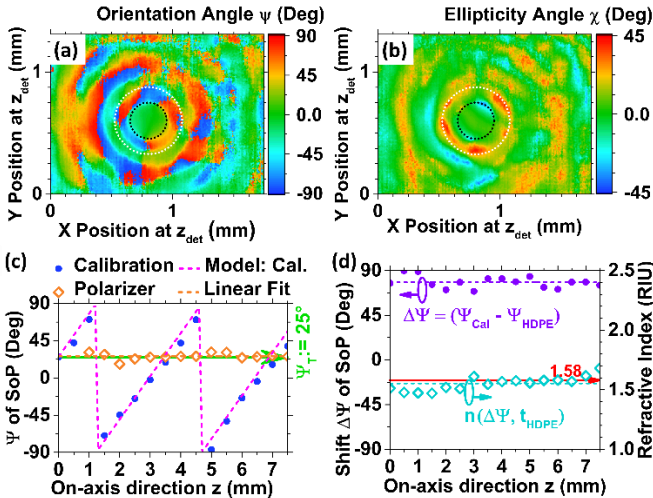 Orientation Angle ψ (Deg)
(a)
Y Position at z_det (mm)
1
0
0
1
X Position at z_det (mm)
90
45
0.0
-45
-90
Ellipticity Angle χ (Deg)
(b)
Y Position at z_det (mm)
1
0
0
1
X Position at z_det (mm)
45
0.0
-45
(c)
Calibration
Model: Cal.
Polarizer
Linear Fit
Ψ of SoP (Deg)
90
45
0
-45
-90
0 1 2 3 4 5 6 7
On-axis direction z (mm)
Ψ_T := 25°
(d)
Shift ΔΨ of SoP (Deg)
90
45
0
-45
-90
ΔΨ = (Ψ_Cal - Ψ_HDPE)
1.58
n(ΔΨ, t_HDPE)
0 1 2 3 4 5 6 7
On-axis direction z (mm)
2.4
2.0
1.5
1.0
Refractive Index (RIU)